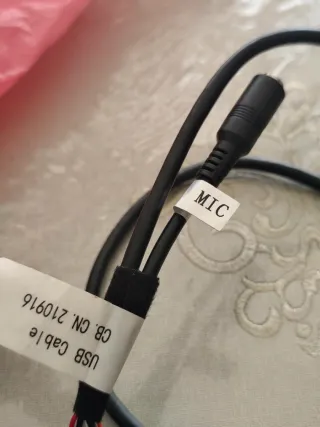 MIC
USB Cable
CB. CN. 210916